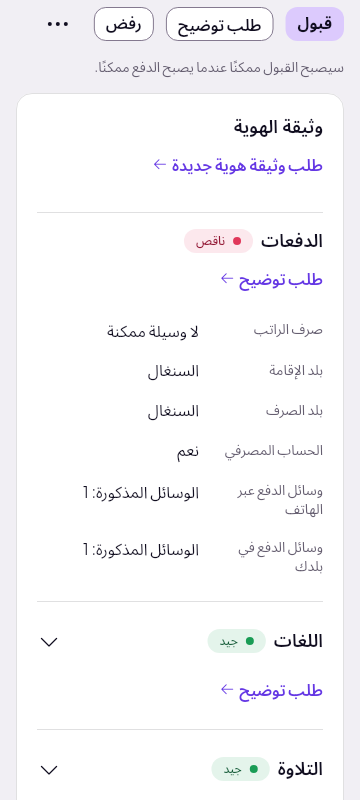 قبول
طلب توضيح
رفض
سيصبح القبول ممكنًا عندما يصبح الدفع ممكنًا.
وثيقة الهوية
طلب وثيقة هوية جديدة ←
الدفعات
ناقص
طلب توضيح ←
صرف الراتب
لا وسيلة ممكنة
بلد الإقامة
السنغال
بلد الصرف
السنغال
الحساب المصرفي
نعم
وسائل الدفع عبر
الهاتف
الوسائل المذكورة: 1
وسائل الدفع في
بلدك
الوسائل المذكورة: 1
اللغات
جيد
طلب توضيح ←
التلاوة
جيد